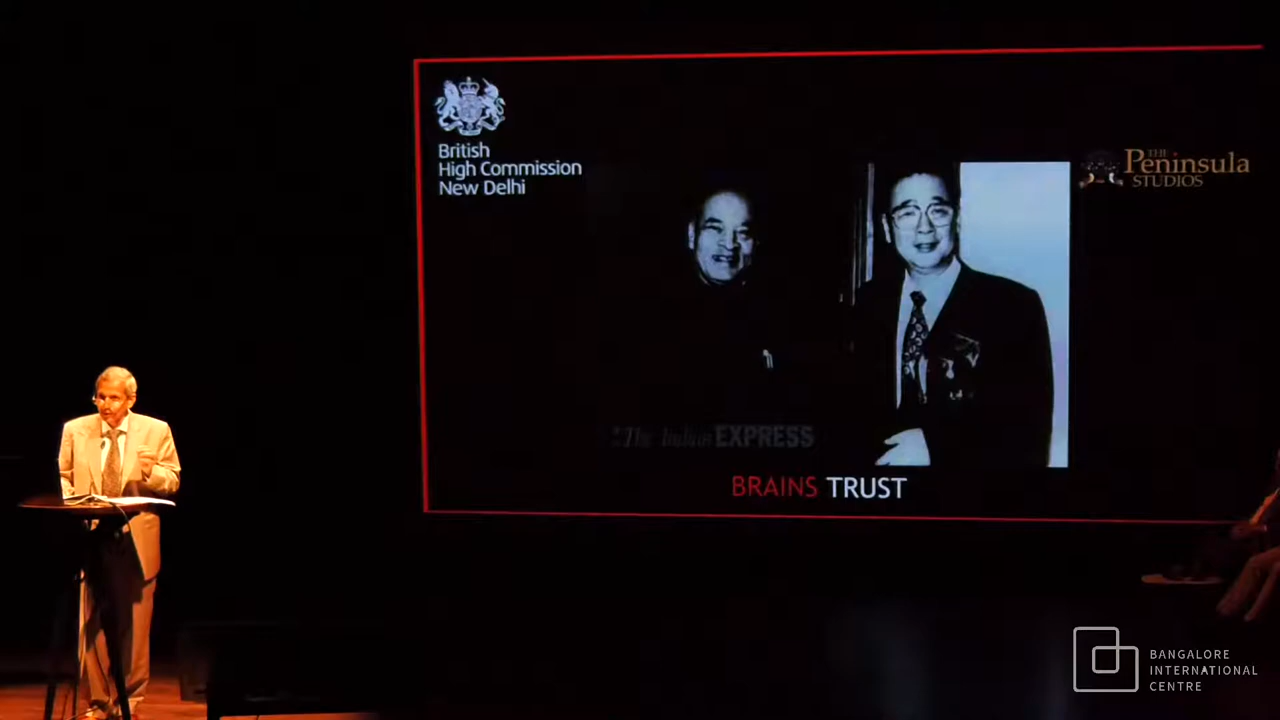 British
High Commission
New Delhi
THE
Peninsula
STUDIOS
The Indian EXPRESS
BRAINS TRUST
BANGALORE
INTERNATIONAL
CENTRE